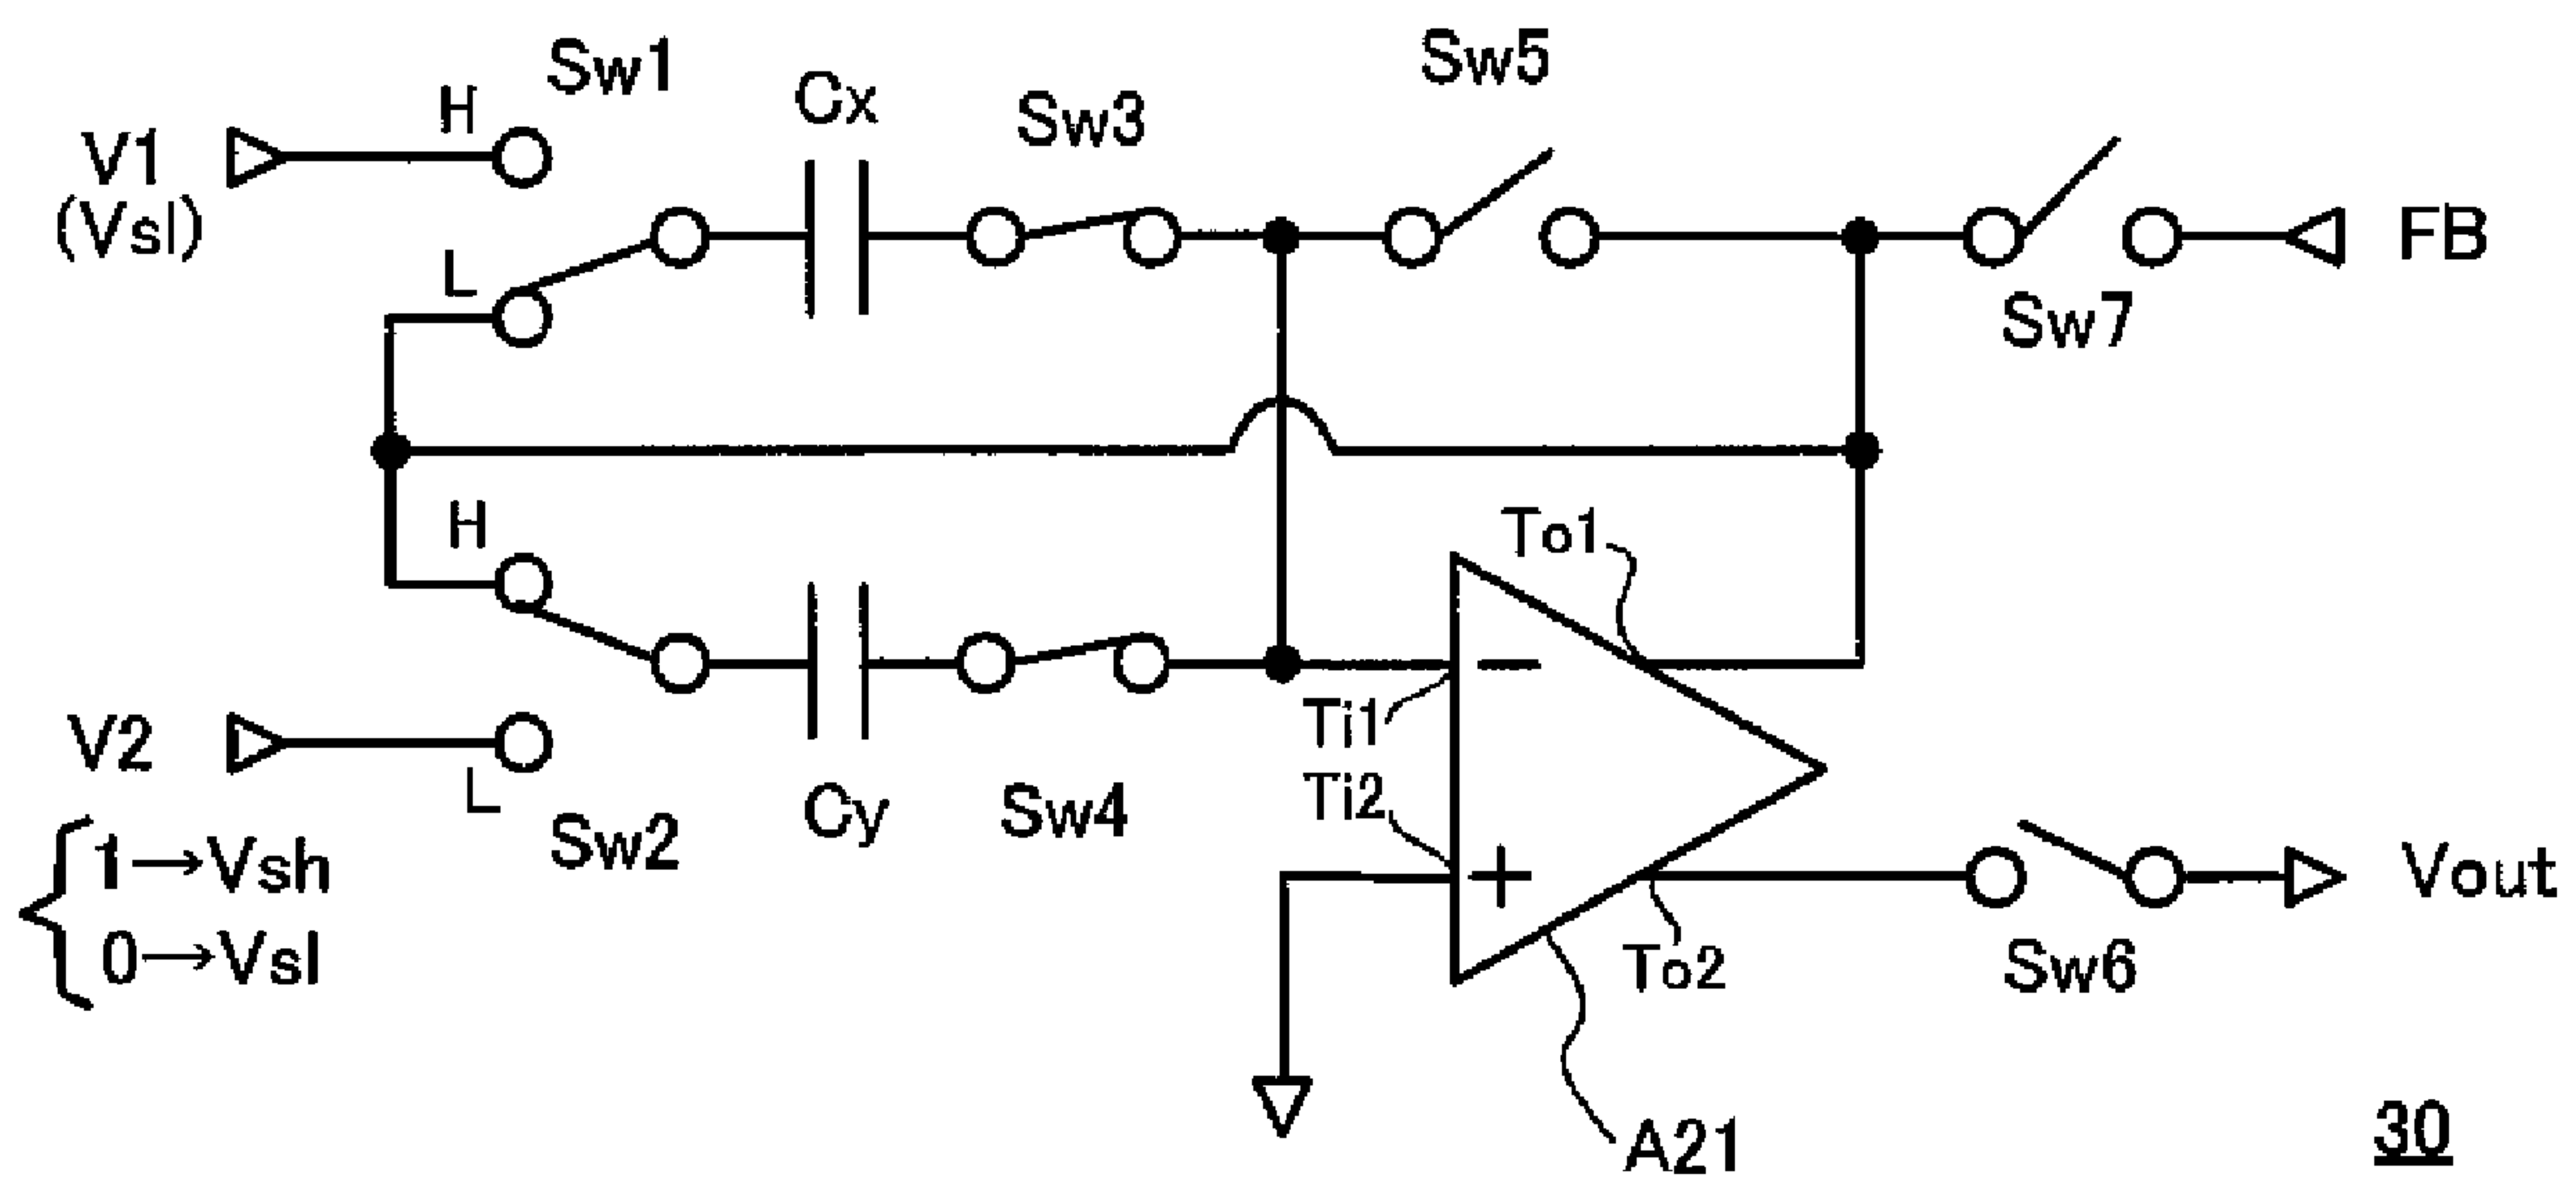 Sw1
Cx
Sw3
Sw5
H
V1
(Vsl)
L
FB
Sw7
H
To1
−
Ti1
Ti2
V2
L
Sw2
Cy
Sw4
+
To2
Vout
Sw6
1→Vsh
0→Vsl
A21
30